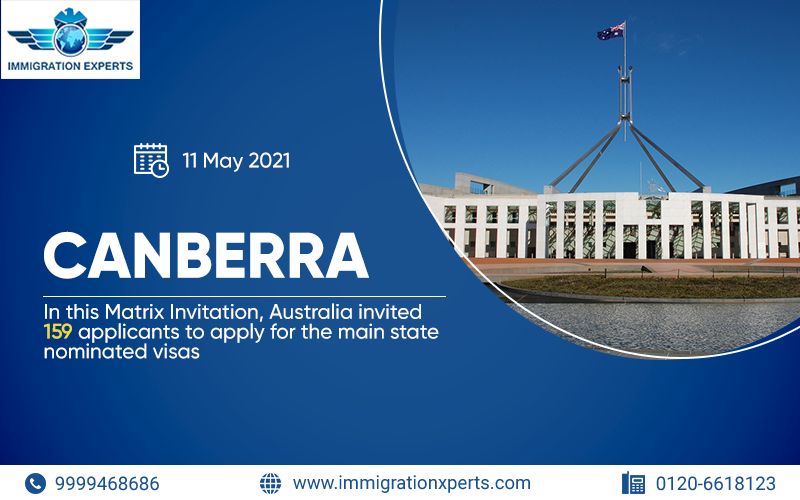 IMMIGRATION EXPERTS
11 May 2021
CANBERRA
In this Matrix Invitation, Australia invited
159 applicants to apply for the main state
nominated visas
9999468686
www.immigrationxperts.com
0120-6618123